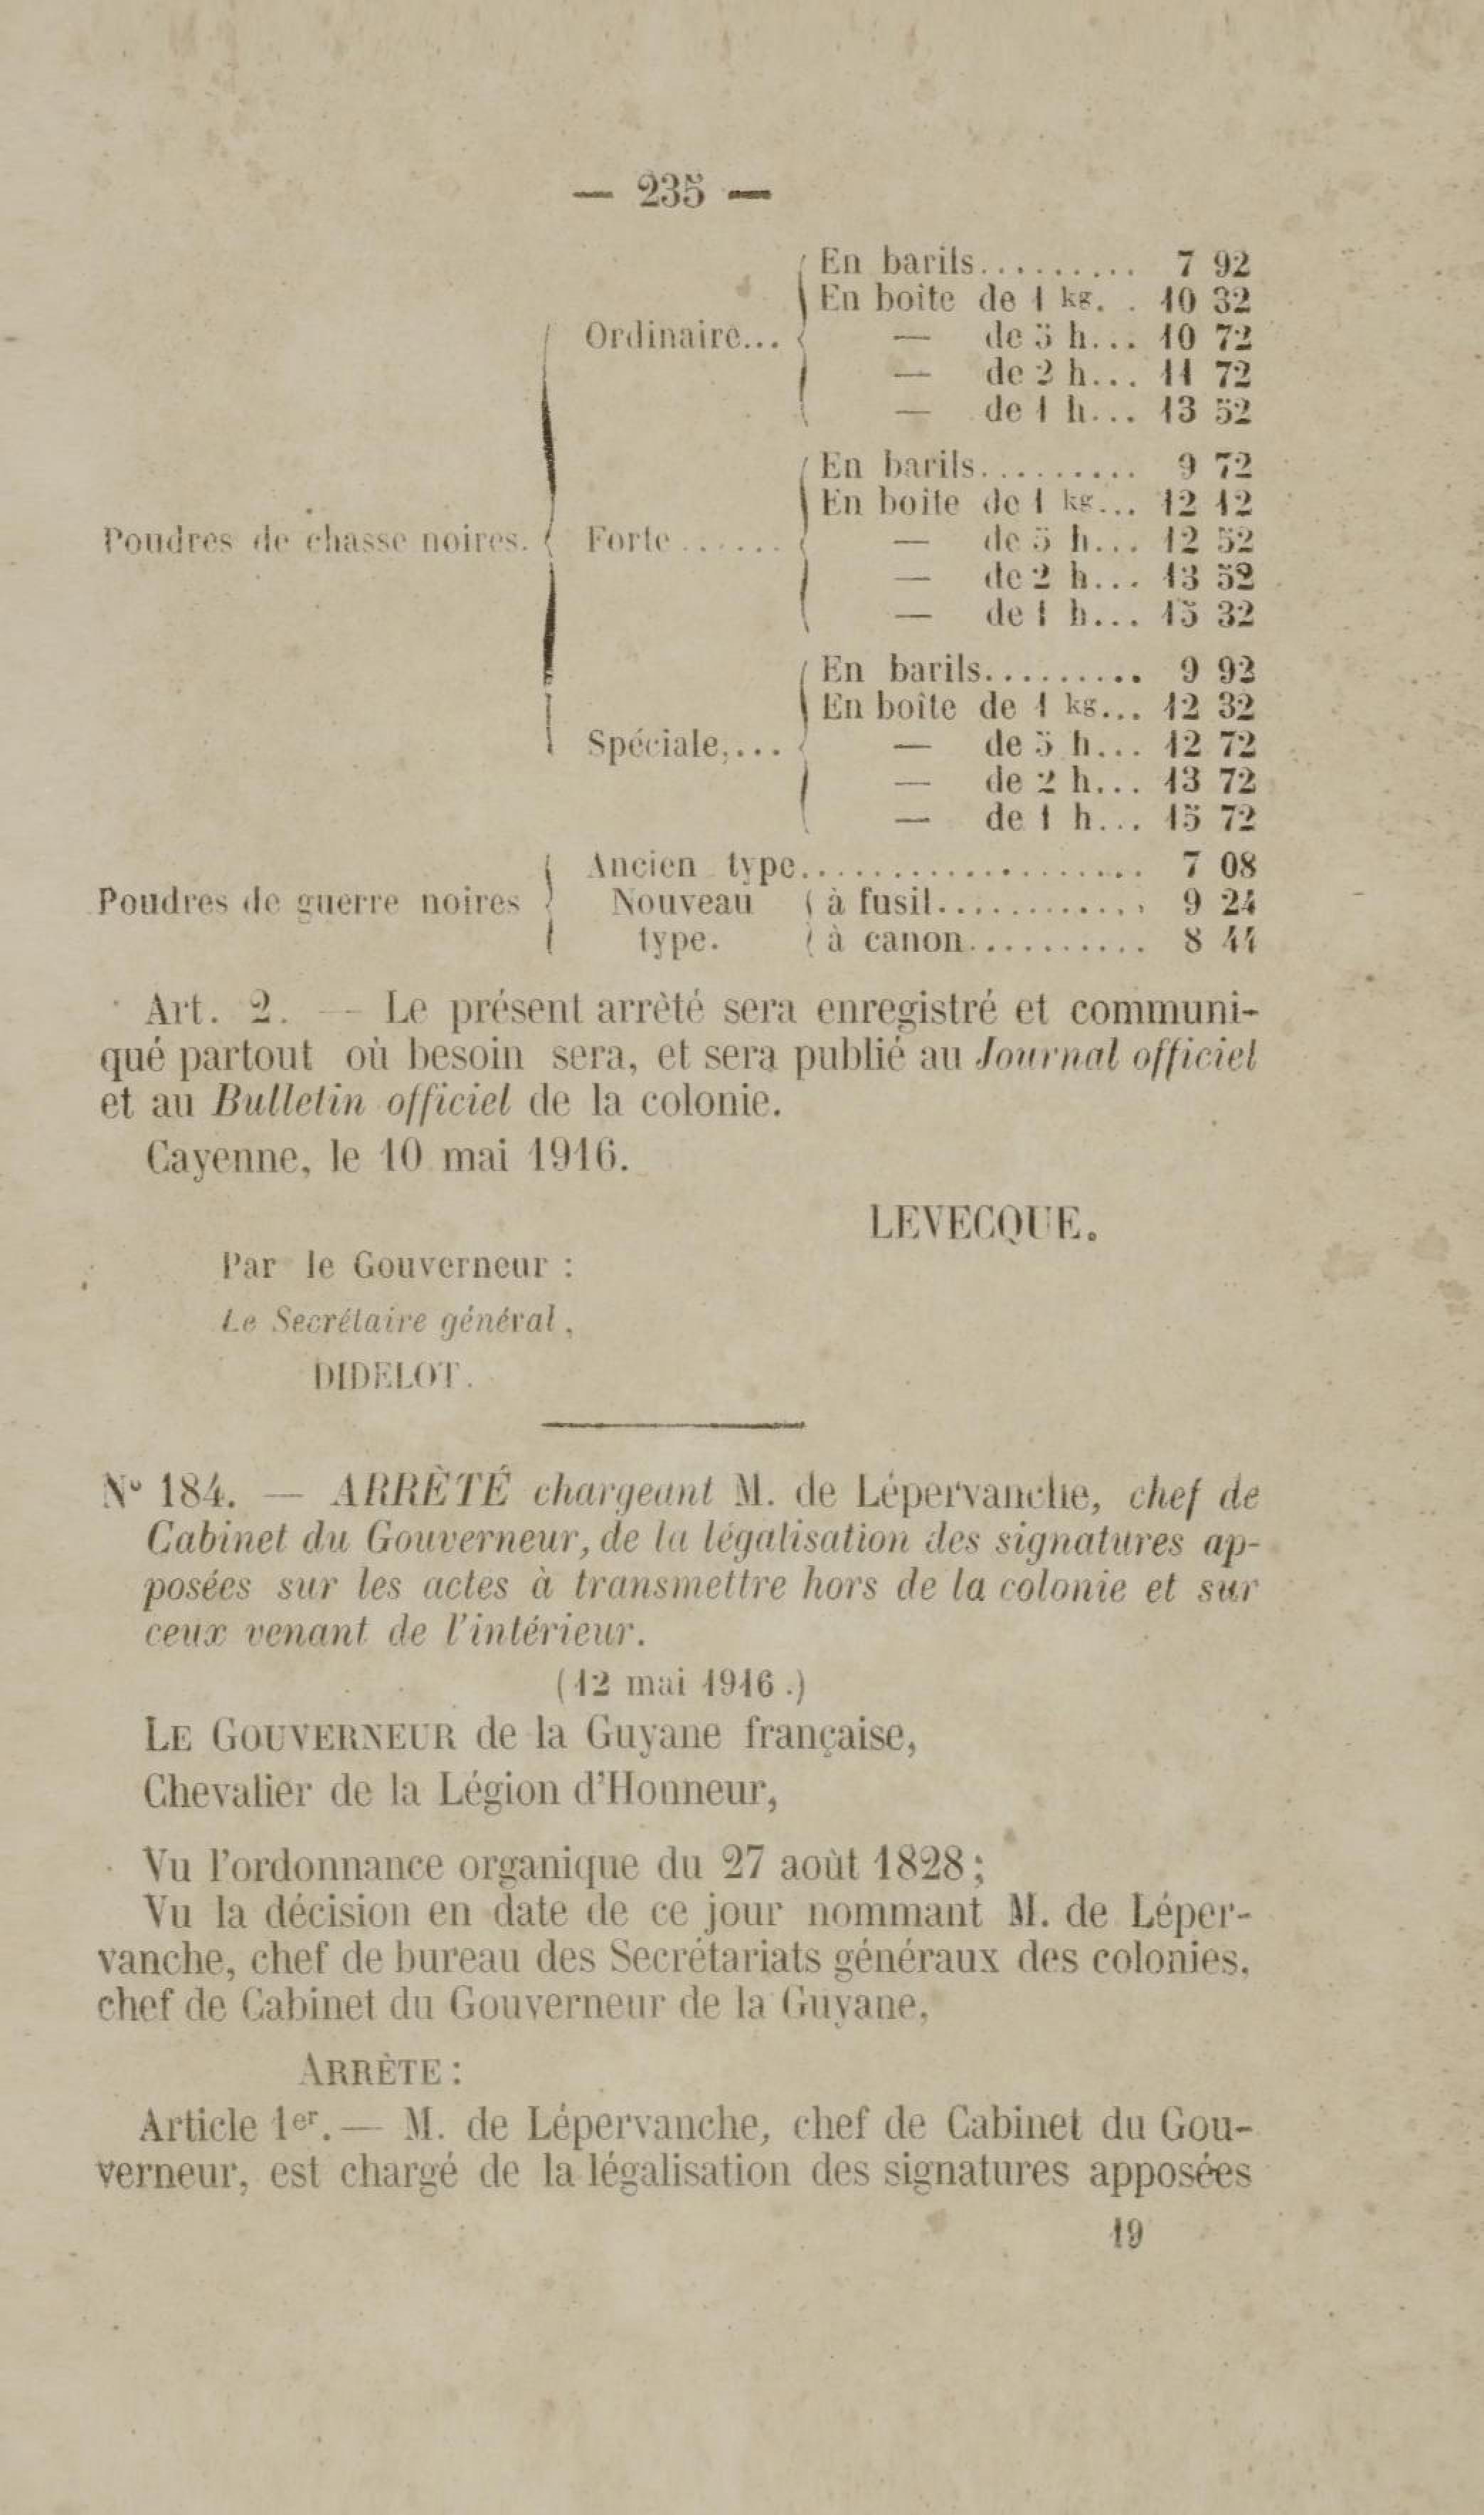 — 235 —
En barils.......... 7 92
En boite de 1 kg. . 10 32
Ordinaire... — de 5 h... 10 72
— de 2 h... 11 72
— de 1 h... 13 52
En barils.......... 9 72
En boite de 1 kg... 12 12
Poudres de chasse noires. Forte ...... — de 5 h... 12 52
— de 2 h... 13 52
— de 1 h... 15 32
En barils.......... 9 92
En boîte de 1 kg... 12 32
Spéciale,... — de 5 h... 12 72
— de 2 h... 13 72
— de 1 h... 15 72
Ancien type................... 7 08
Poudres de guerre noires Nouveau à fusil............ 9 24
type. à canon.......... 8 44
Art. 2. — Le présent arrêté sera enregistré et communi-
qué partout où besoin sera, et sera publié au Journal officiel
et au Bulletin officiel de la colonie.
Cayenne, le 10 mai 1916.
LEVECQUE.
Par le Gouverneur :
Le Secrétaire général,
DIDELOT.
N° 184. — ARRÊTÉ chargeant M. de Lépervanche, chef de
Cabinet du Gouverneur, de la légalisation des signatures ap-
posées sur les actes à transmettre hors de la colonie et sur
ceux venant de l'intérieur.
(12 mai 1916.)
LE GOUVERNEUR de la Guyane française,
Chevalier de la Légion d'Honneur,
Vu l'ordonnance organique du 27 août 1828;
Vu la décision en date de ce jour nommant M. de Léper-
vanche, chef de bureau des Secrétariats généraux des colonies,
chef de Cabinet du Gouverneur de la Guyane,
ARRÊTE:
Article 1er. — M. de Lépervanche, chef de Cabinet du Gou-
verneur, est chargé de la légalisation des signatures apposées
19